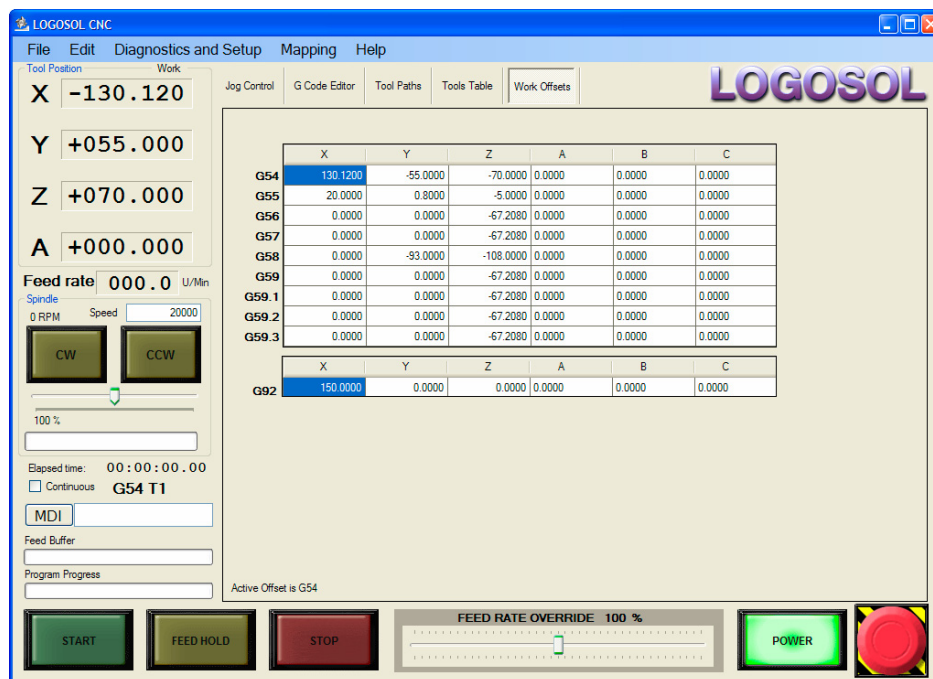 LOGOSOL CNC
File Edit Diagnostics and Setup Mapping Help
Tool Position Work
X -130.120
Y +055.000
Z +070.000
A +000.000
Feed rate 000.0 U/Min
Spindle
0 RPM Speed 20000
CW CCW
100 %
Elapsed time: 00:00:00.00
Continuous G54 T1
MDI
Feed Buffer
Program Progress
Jog Control G Code Editor Tool Paths Tools Table Work Offsets
LOGOSOL
X Y Z A B C
G54 130.1200 -55.0000 -70.0000 0.0000 0.0000 0.0000
G55 20.0000 0.8000 -5.0000 0.0000 0.0000 0.0000
G56 0.0000 0.0000 -67.2080 0.0000 0.0000 0.0000
G57 0.0000 0.0000 -67.2080 0.0000 0.0000 0.0000
G58 0.0000 -93.0000 -108.0000 0.0000 0.0000 0.0000
G59 0.0000 0.0000 -67.2080 0.0000 0.0000 0.0000
G59.1 0.0000 0.0000 -67.2080 0.0000 0.0000 0.0000
G59.2 0.0000 0.0000 -67.2080 0.0000 0.0000 0.0000
G59.3 0.0000 0.0000 -67.2080 0.0000 0.0000 0.0000
X Y Z A B C
G92 150.0000 0.0000 0.0000 0.0000 0.0000 0.0000
Active Offset is G54
START FEED HOLD STOP
FEED RATE OVERRIDE 100 %
POWER